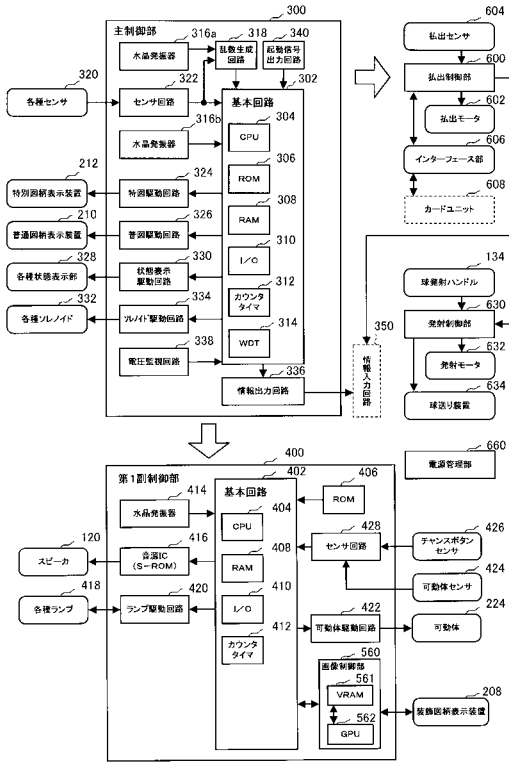 300
主制御部
316a
水晶発振器
318
乱数生成
回路
340
起動信号
出力回路
604
払出センサ
600
払出制御部
602
払出モータ
606
インターフェース部
608
カードユニット
320
各種センサ
322
センサ回路
302
基本回路
316b
水晶発振器
304
CPU
306
ROM
308
RAM
310
I/O
312
カウンタ
タイマ
314
WDT
212
特別図柄表示装置
324
特図駆動回路
210
普通図柄表示装置
326
普図駆動回路
328
各種状態表示部
330
状態表示
駆動回路
332
各種ソレノイド
334
ソレノイド駆動回路
338
電圧監視回路
336
情報出力回路
350
情報入力回路
134
球発射ハンドル
630
発射制御部
632
発射モータ
634
球送り装置
660
電源管理部
400
第1副制御部
402
基本回路
414
水晶発振器
404
CPU
406
ROM
120
スピーカ
416
音源IC
(S-ROM)
408
RAM
428
センサ回路
426
チャンスボタン
センサ
424
可動体センサ
418
各種ランプ
420
ランプ駆動回路
410
I/O
412
カウンタ
タイマ
422
可動体駆動回路
224
可動体
560
画像制御部
561
VRAM
562
GPU
208
装飾図柄表示装置